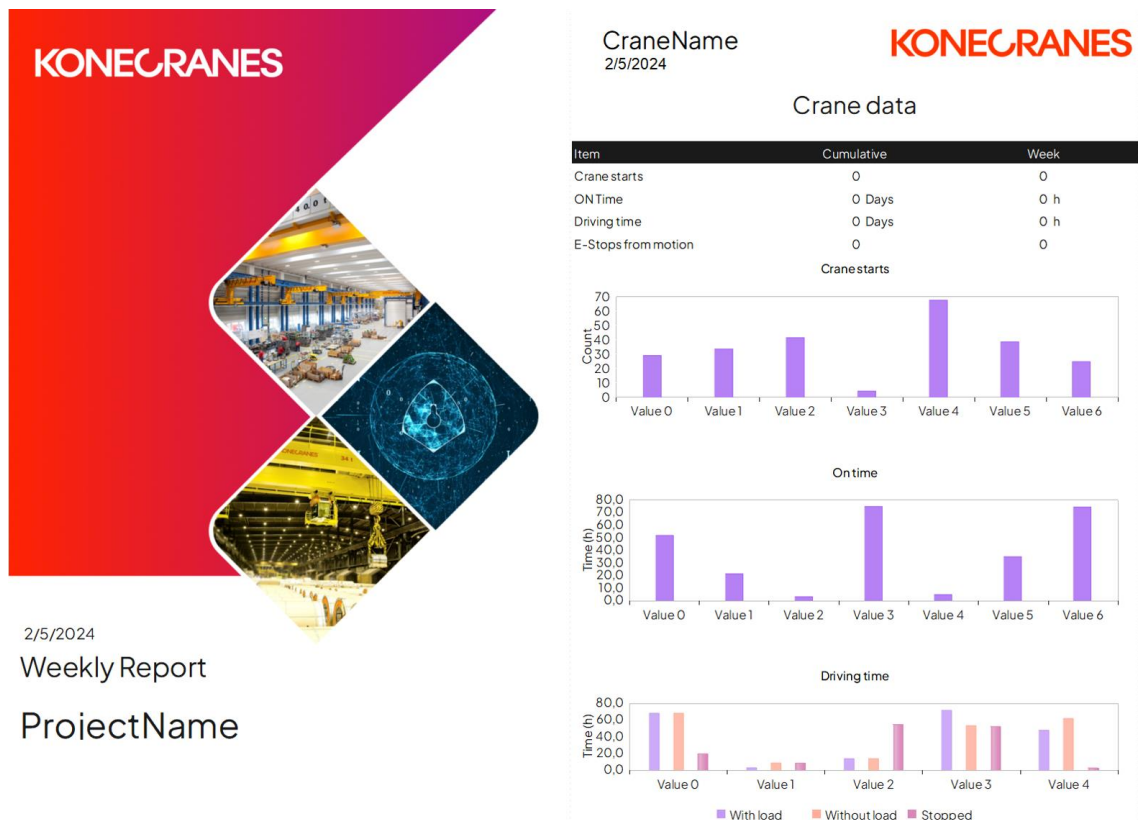 KONECRANES
40.0 t
KONECRANES 34 t
2/5/2024
Weekly Report
ProjectName
CraneName
2/5/2024
KONECRANES
Crane data
Item Cumulative Week
Crane starts 0 0
ON Time 0 Days 0 h
Driving time 0 Days 0 h
E-Stops from motion 0 0
Crane starts
Count
70
60
50
40
30
20
10
0
Value 0 Value 1 Value 2 Value 3 Value 4 Value 5 Value 6
On time
Time (h)
80,0
70,0
60,0
50,0
40,0
30,0
20,0
10,0
0,0
Value 0 Value 1 Value 2 Value 3 Value 4 Value 5 Value 6
Driving time
Time (h)
80,0
60,0
40,0
20,0
0,0
Value 0 Value 1 Value 2 Value 3 Value 4
With load Without load Stopped